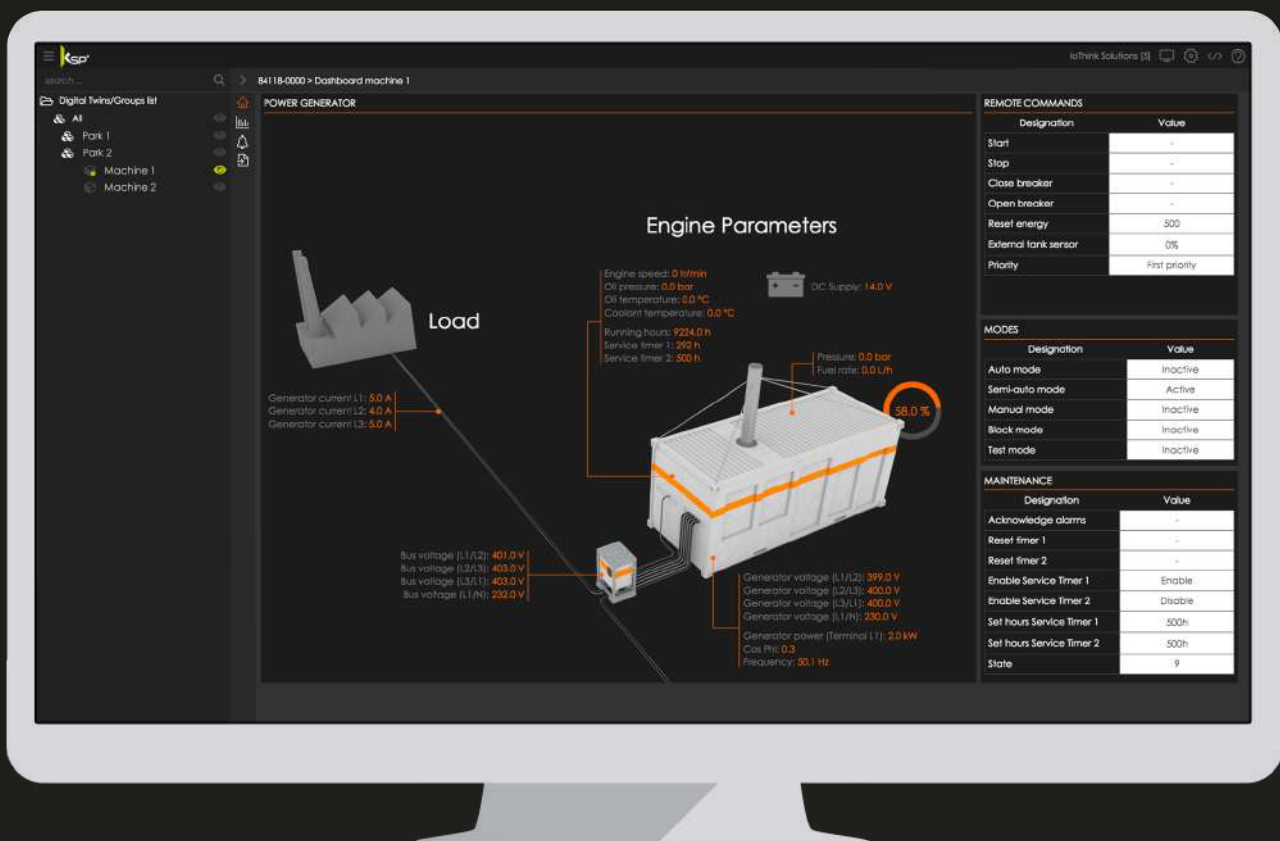 Ksp
IoThink Solutions [3]
search...
84118-0000 > Dashboard machine 1
Digital Twins/Groups list
All
Park 1
Park 2
Machine 1
Machine 2
POWER GENERATOR
Engine Parameters
Engine speed: 0 tr/min
Oil pressure: 0.0 bar
Oil temperature: 0.0 °C
Coolant temperature: 0.0 °C
Running hours: 9224.0 h
Service timer 1: 292 h
Service timer 2: 500 h
DC Supply: 14.0 V
Load
Pressure: 0.0 bar
Fuel rate: 0.0 L/h
58.0 %
Generator current L1: 5.0 A
Generator current L2: 4.0 A
Generator current L3: 5.0 A
Bus voltage (L1/L2): 401.0 V
Bus voltage (L2/L3): 403.0 V
Bus voltage (L3/L1): 403.0 V
Bus voltage (L1/N): 232.0 V
Generator voltage (L1/L2): 399.0 V
Generator voltage (L2/L3): 400.0 V
Generator voltage (L3/L1): 400.0 V
Generator voltage (L1/N): 230.0 V
Generator power (Terminal L1): 2.0 kW
Cos Phi: 0.3
Frequency: 50.1 Hz
REMOTE COMMANDS
Designation Value
Start -
Stop -
Close breaker -
Open breaker -
Reset energy 500
External tank sensor 0%
Priority First priority
MODES
Designation Value
Auto mode Inactive
Semi-auto mode Active
Manual mode Inactive
Block mode Inactive
Test mode Inactive
MAINTENANCE
Designation Value
Acknowledge alarms -
Reset timer 1 -
Reset timer 2 -
Enable Service Timer 1 Enable
Enable Service Timer 2 Disable
Set hours Service Timer 1 500h
Set hours Service Timer 2 500h
State 9